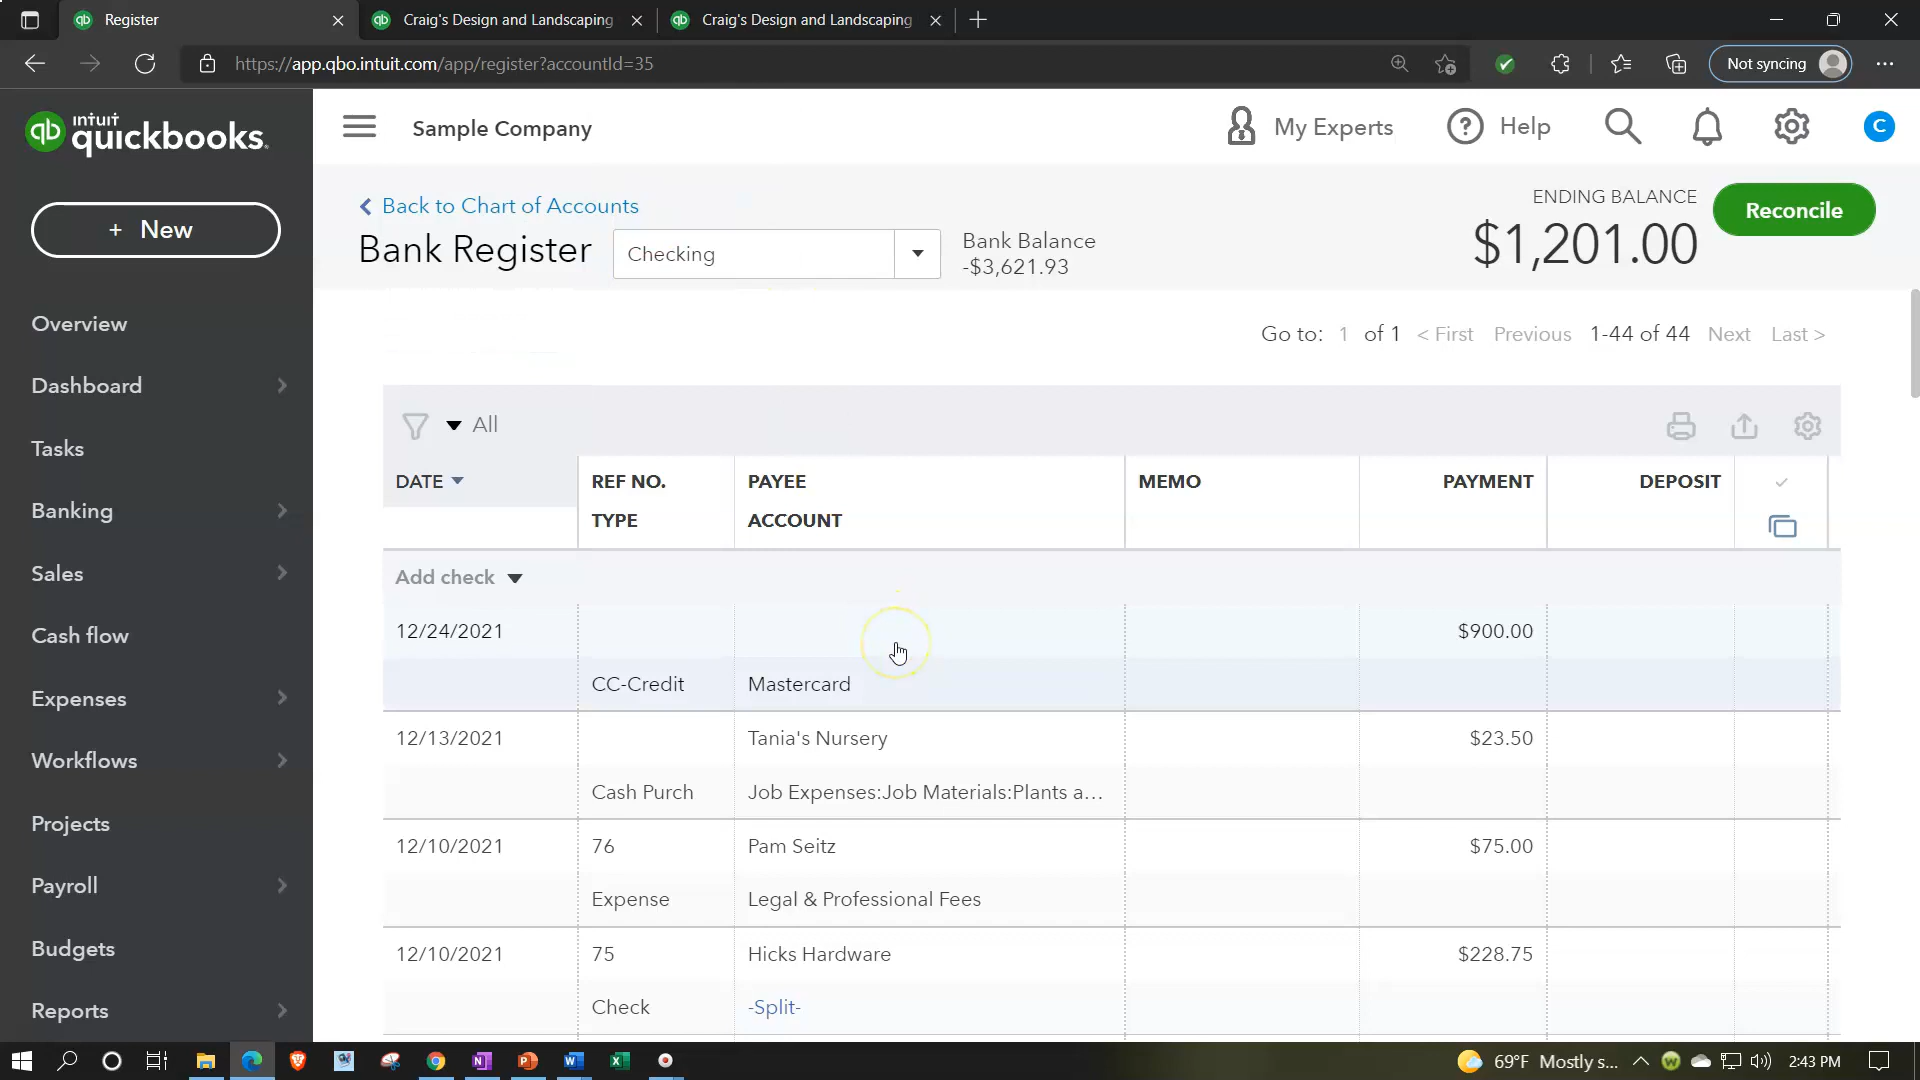 Register
Craig's Design and Landscaping
Craig's Design and Landscaping
https://app.qbo.intuit.com/app/register?accountId=35
Not syncing
intuit
quickbooks.
Sample Company
My Experts
Help
C
+ New
Overview
Dashboard
Tasks
Banking
Sales
Cash flow
Expenses
Workflows
Projects
Payroll
Budgets
Reports
Back to Chart of Accounts
Bank Register
Checking
Bank Balance
-$3,621.93
ENDING BALANCE
$1,201.00
Reconcile
Go to: 1 of 1 < First Previous 1-44 of 44 Next Last >
All
DATE REF NO. PAYEE MEMO PAYMENT DEPOSIT
TYPE ACCOUNT
Add check
12/24/2021 $900.00
CC-Credit Mastercard
12/13/2021 Tania's Nursery $23.50
Cash Purch Job Expenses:Job Materials:Plants a...
12/10/2021 76 Pam Seitz $75.00
Expense Legal & Professional Fees
12/10/2021 75 Hicks Hardware $228.75
Check -Split-
69°F Mostly s... 2:43 PM